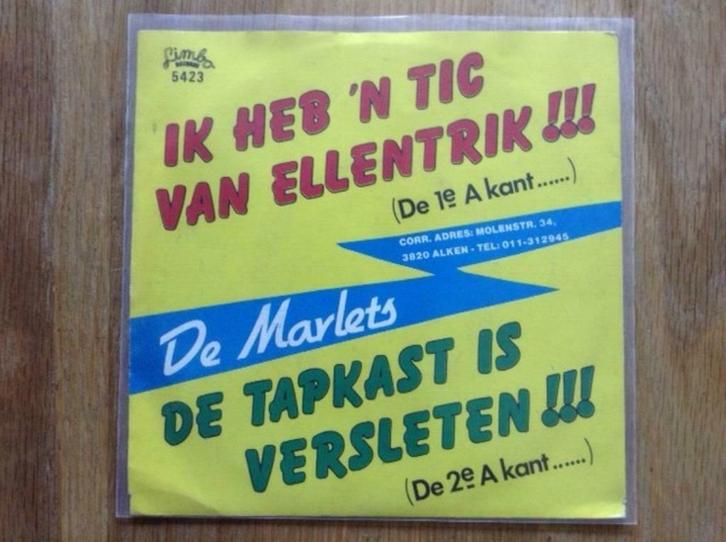 Limbo
RECORDS
5423
IK HEB 'N TIC
VAN ELLENTRIK !!!
(De 1e A kant......)
CORR. ADRES: MOLENSTR. 34,
3820 ALKEN - TEL: 011-312945
De Marlets
DE TAPKAST IS
VERSLETEN !!!
(De 2e A kant......)